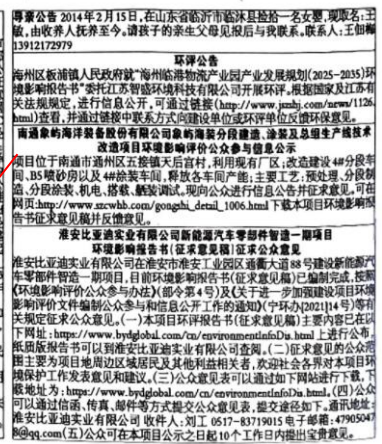 寻亲公告 2014年2月15日,在山东省临沂市临沭县捡拾一名女婴,现取名:王
敏,由收养人抚养至今。请孩子的亲生父母见报后与我联系。联系人:王佃梅
13912172979
环评公告
海州区板浦镇人民政府就“海州临港物流产业园产业发展规划(2025-2035)环
境影响报告书”委托江苏智盛环境科技有限公司开展环评。根据国家及江苏有
关法规规定,进行信息公开,可通过链接(http://www.jsnhj.com/news/1126.
html)查看,并通过链接中联系方式向建设单位或环评单位反馈环保意见。
南通象屿海洋装备股份有限公司象屿海装分段建造、涂装及总组生产线技术
改造项目环境影响评价公众参与信息公示
项目位于南通市通州区五接镇天后宫村,利用现有厂区;改造建设4#分段车
间、B5喷砂房以及4#涂装车间,释放各车间产能;主要工艺:预处理、分段制
造、分段涂装、机电、搭载、舾装调试。现向公众进行信息公告并征求意见。可在
网页:http://www.szcwhb.com/gongshi_detail_1006.html下载本项目环境影响报
告书征求意见稿并反馈意见。
淮安比亚迪实业有限公司新能源汽车零部件智造一期项目
环境影响报告书(征求意见稿)征求公众意见
淮安比亚迪实业有限公司在淮安市淮安工业园区通衢大道88号建设新能源汽
车零部件智造一期项目,目前环境影响报告书(征求意见稿)已编制完成,按照
《环境影响评价公众参与办法》(部令第4号)及《关于进一步加强建设项目环境
影响评价文件编制公众参与和信息公开工作的通知》(宁环办[2021]14号)等有
关规定征求公众意见。(一)本项目环评报告书(征求意见稿)主要内容已在以
下网址:https://www.bydglobal.com/cn/environmentInfoDis.html上进行公布,
纸质版报告书可以到淮安比亚迪实业有限公司查阅。(二)征求意见的公众范
围主要为项目地周边区域居民及其他利益相关者,欢迎社会各界对本项目环
境保护工作发表意见和建议。(三)公众意见表可以通过如下网站进行下载,下
载地址为:https://www.bydglobal.com/cn/environmentInfoDis.html。(四)公众
可以通过信函、传真、邮件等方式提交公众意见表,提交途径如下。通讯地址:
淮安比亚迪实业有限公司 收件人:刘工 0517-83719015 电子邮箱:47905047
8@qq.com(五)公众可在本项目公示之日起10个工作日内提出宝贵意见。